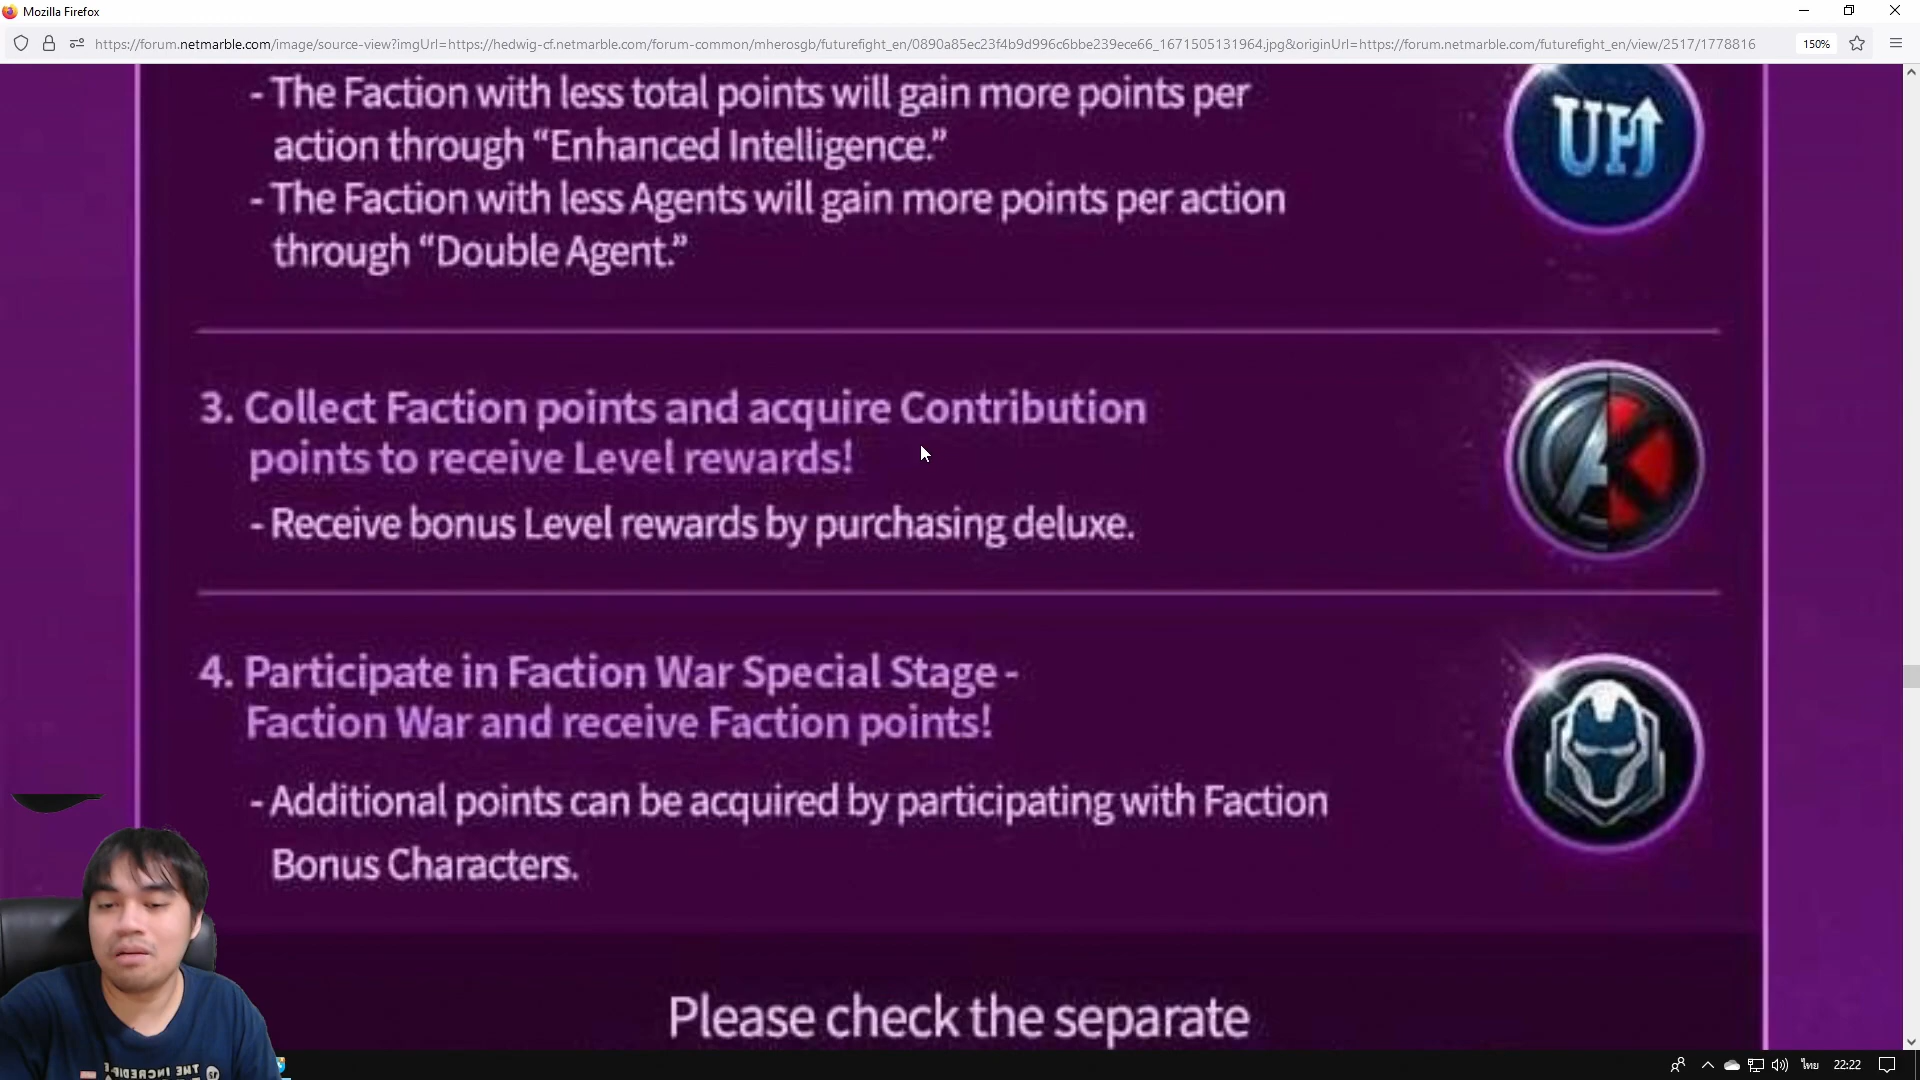 Mozilla Firefox
https://forum.netmarble.com/image/source-view?imgUrl=https://hedwig-cf.netmarble.com/forum-common/mherosgb/futurefight_en/0890a85ec23f4b9d996c6bbe239ece66_1671505131964.jpg&originUrl=https://forum.netmarble.com/futurefight_en/view/2517/1778816
150%
- The Faction with less total points will gain more points per
action through “Enhanced Intelligence.”
- The Faction with less Agents will gain more points per action
through “Double Agent.”
UP
3. Collect Faction points and acquire Contribution
points to receive Level rewards!
- Receive bonus Level rewards by purchasing deluxe.
4. Participate in Faction War Special Stage -
Faction War and receive Faction points!
- Additional points can be acquired by participating with Faction
Bonus Characters.
Please check the separate
ไทย
22:22